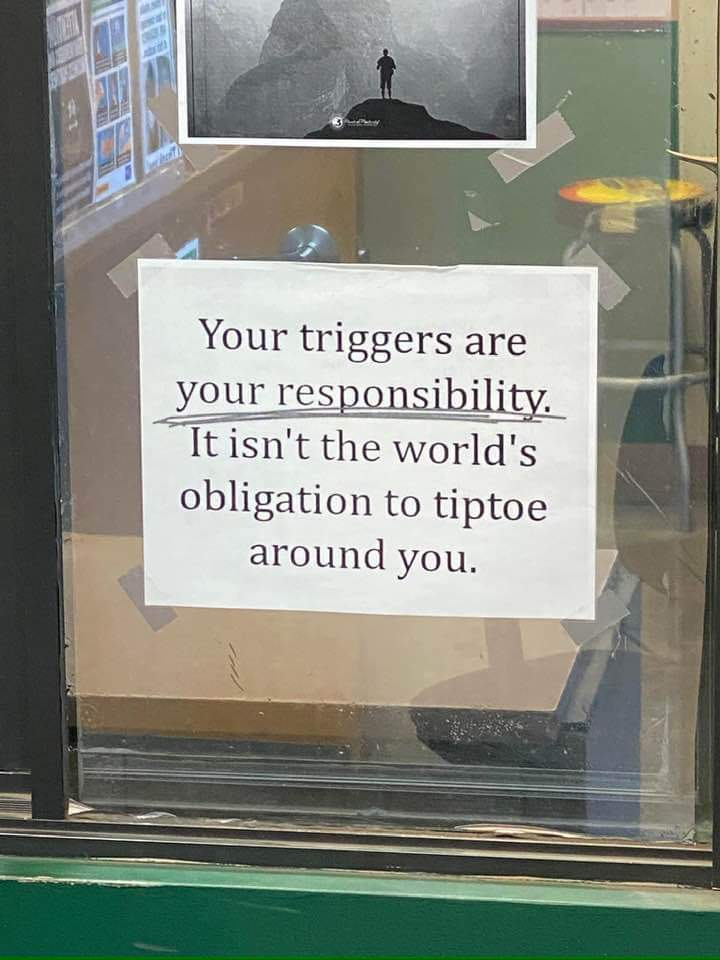 Your triggers are
your responsibility.
It isn't the world's
obligation to tiptoe
around you.